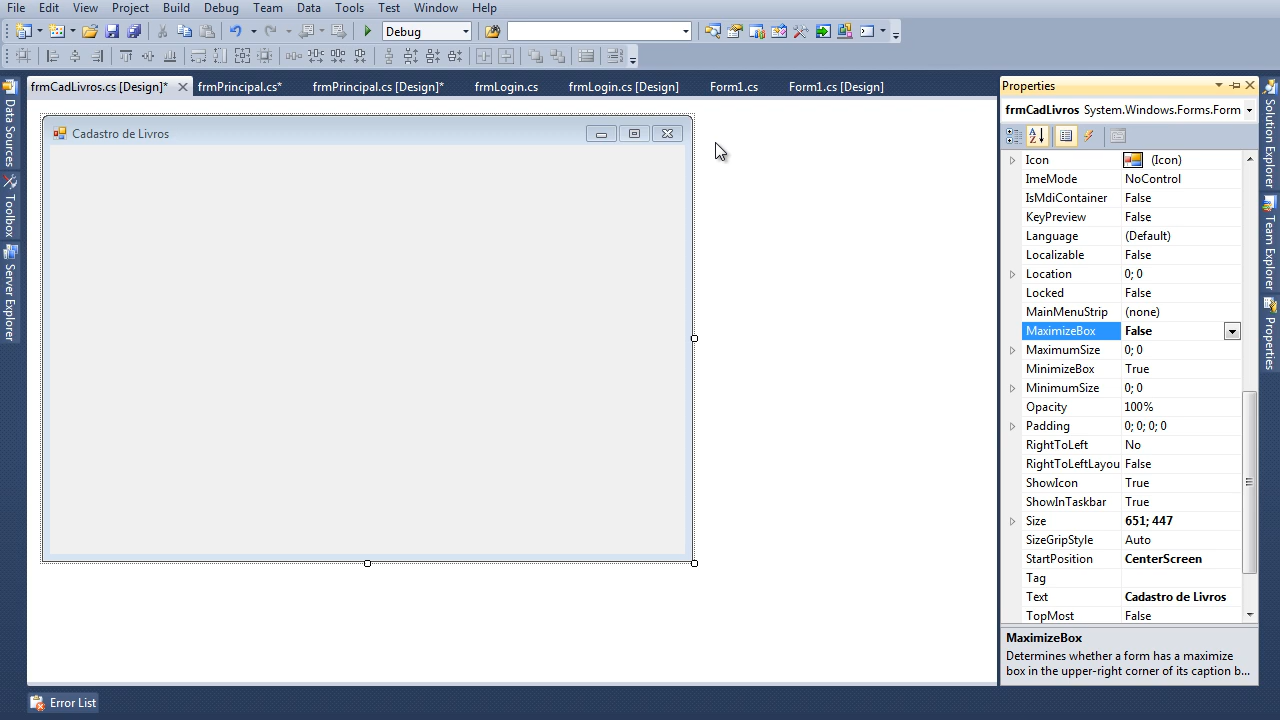 File Edit View Project Build Debug Team Data Tools Test Window Help
Debug
frmCadLivros.cs [Design]* frmPrincipal.cs* frmPrincipal.cs [Design]* frmLogin.cs frmLogin.cs [Design] Form1.cs Form1.cs [Design]
Data Sources
Toolbox
Server Explorer
Cadastro de Livros
Properties
frmCadLivros System.Windows.Forms.Form
Icon (Icon)
ImeMode NoControl
IsMdiContainer False
KeyPreview False
Language (Default)
Localizable False
Location 0; 0
Locked False
MainMenuStrip (none)
MaximizeBox False
MaximumSize 0; 0
MinimizeBox True
MinimumSize 0; 0
Opacity 100%
Padding 0; 0; 0; 0
RightToLeft No
RightToLeftLayou False
ShowIcon True
ShowInTaskbar True
Size 651; 447
SizeGripStyle Auto
StartPosition CenterScreen
Tag
Text Cadastro de Livros
TopMost False
MaximizeBox
Determines whether a form has a maximize
box in the upper-right corner of its caption b...
Solution Explorer
Team Explorer
Properties
Error List